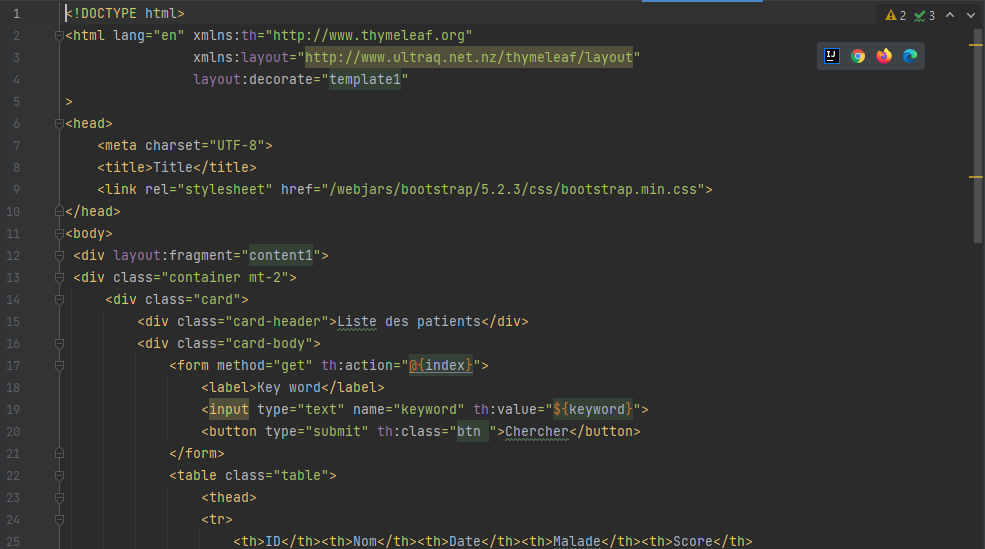 1 <!DOCTYPE html>
2 3
2 <html lang="en" xmlns:th="http://www.thymeleaf.org"
3 xmlns:layout="http://www.ultraq.net.nz/thymeleaf/layout"
IJ
4 layout:decorate="template1"
5 >
6 <head>
7 <meta charset="UTF-8">
8 <title>Title</title>
9 <link rel="stylesheet" href="/webjars/bootstrap/5.2.3/css/bootstrap.min.css">
10 </head>
11 <body>
12 <div layout:fragment="content1">
13 <div class="container mt-2">
14 <div class="card">
15 <div class="card-header">Liste des patients</div>
16 <div class="card-body">
17 <form method="get" th:action="@{index}">
18 <label>Key word</label>
19 <input type="text" name="keyword" th:value="${keyword}">
20 <button type="submit" th:class="btn ">Chercher</button>
21 </form>
22 <table class="table">
23 <thead>
24 <tr>
25 <th>ID</th><th>Nom</th><th>Date</th><th>Malade</th><th>Score</th>